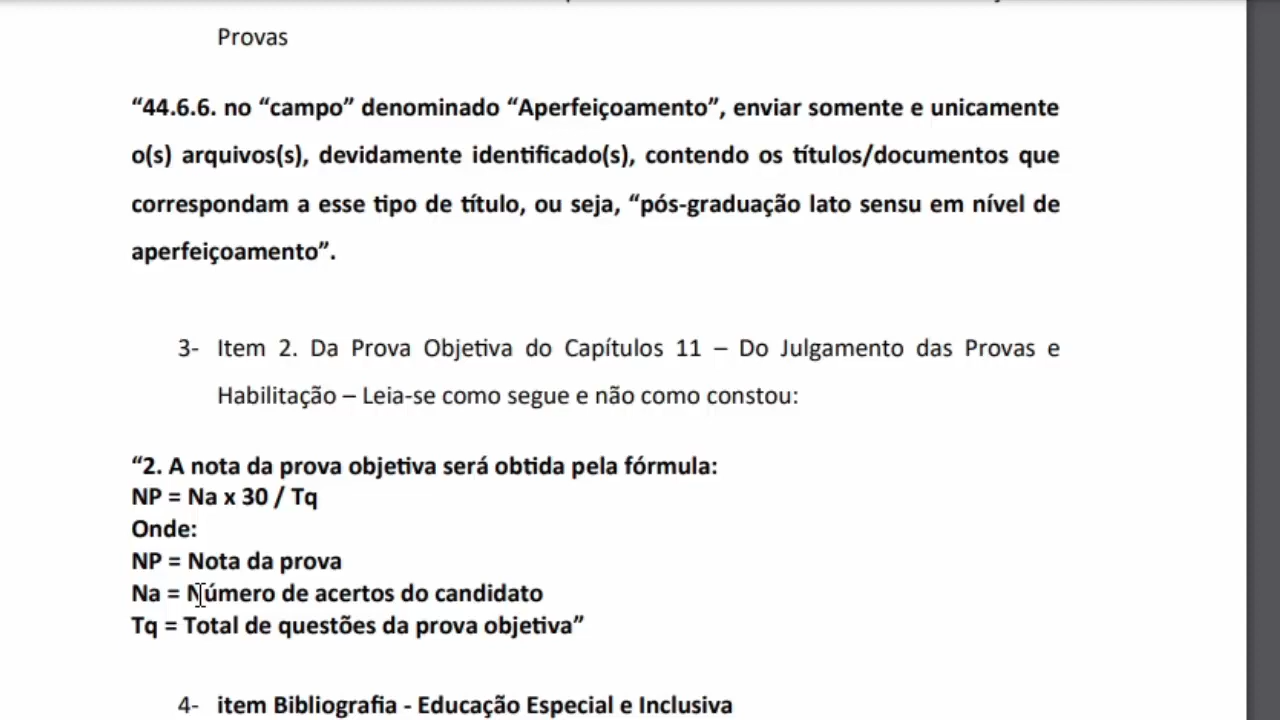 Provas
“44.6.6. no “campo” denominado “Aperfeiçoamento”, enviar somente e unicamente
o(s) arquivos(s), devidamente identificado(s), contendo os títulos/documentos que
correspondam a esse tipo de título, ou seja, “pós-graduação lato sensu em nível de
aperfeiçoamento”.
3- Item 2. Da Prova Objetiva do Capítulos 11 – Do Julgamento das Provas e
Habilitação – Leia-se como segue e não como constou:
“2. A nota da prova objetiva será obtida pela fórmula:
NP = Na x 30 / Tq
Onde:
NP = Nota da prova
Na = Número de acertos do candidato
Tq = Total de questões da prova objetiva”
4- item Bibliografia - Educação Especial e Inclusiva